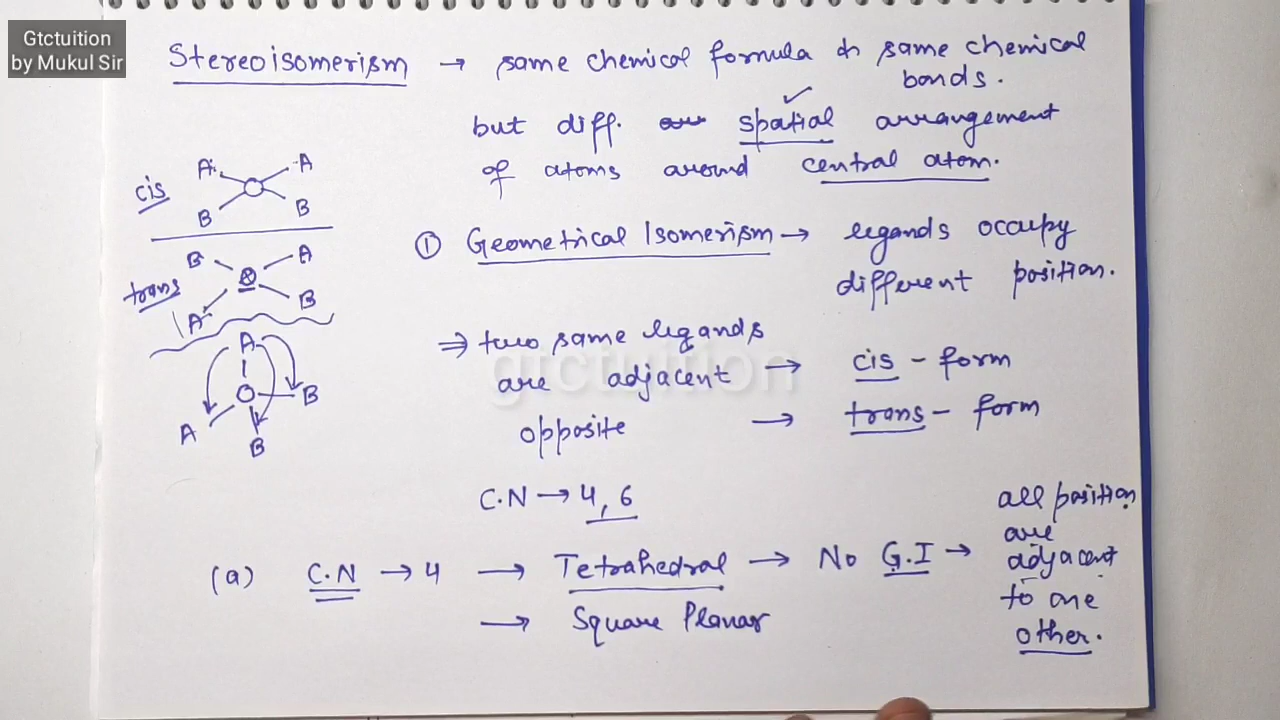 Gtctuition
by Mukul Sir
Stereoisomerism → same chemical formula & same chemical
bonds.
but diff. spatial arrangement
of atoms around central atom.
cis
A A
B B
trans
B A
A B
A
B
A
B
① Geometrical Isomerism → ligands occupy
different position.
⇒ two same ligands
are adjacent → cis - form
opposite → trans - form
gtctuition
C.N → 4, 6
(a) C.N → 4 → Tetrahedral → No G.I → all position
are
adjacent
to one
other.
→ Square Planar